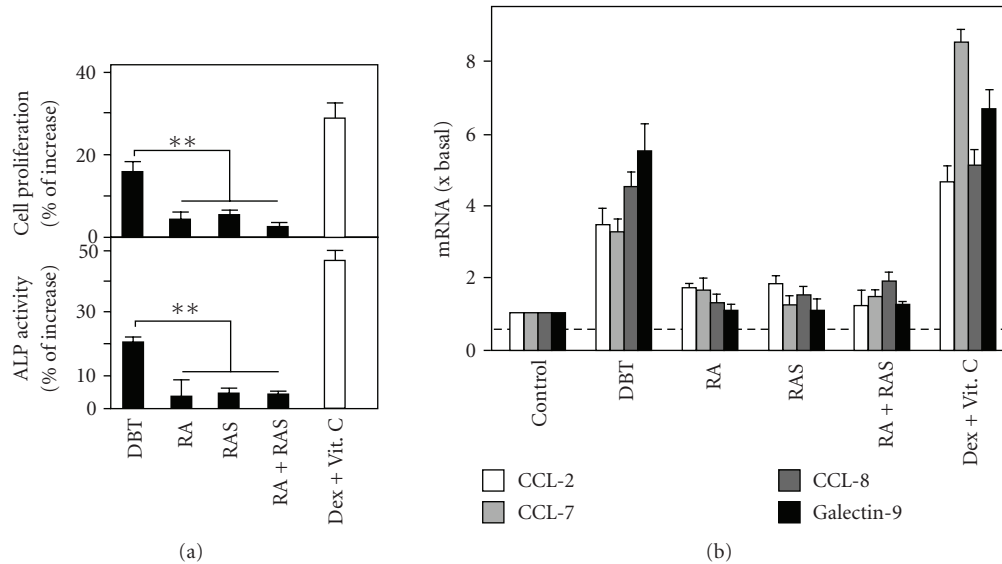 Cell proliferation
(% of increase)
40
20
0
**
ALP activity
(% of increase)
50
30
10
0
**
DBT
RA
RAS
RA + RAS
Dex + Vit. C
(a)
mRNA (x basal)
8
6
4
2
0
Control
DBT
RA
RAS
RA + RAS
Dex + Vit. C
CCL-2
CCL-7
CCL-8
Galectin-9
(b)